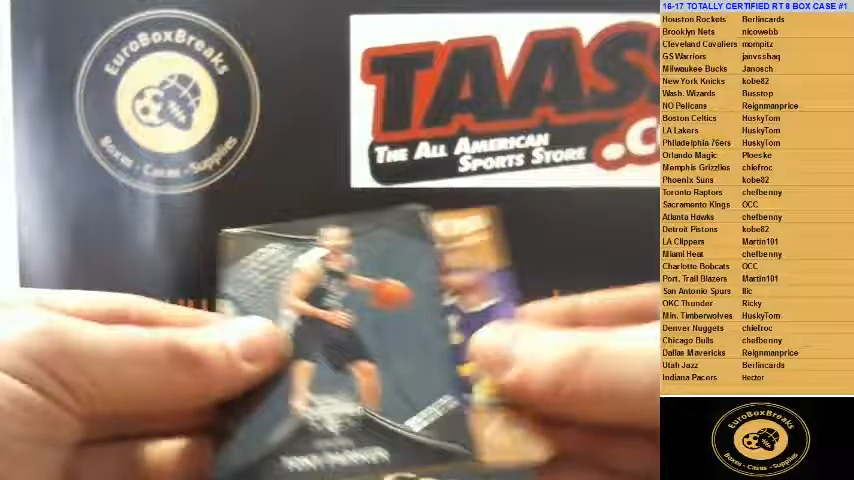 EuroBoxBreaks
Boxes - Cases - Supplies
TAAS
THE ALL AMERICAN
SPORTS STORE
.C
16-17 TOTALLY CERTIFIED RT 8 BOX CASE #1
Houston Rockets Berlincards
Brooklyn Nets nicowebb
Cleveland Cavaliers mompitz
GS Warriors janvshaq
Milwaukee Bucks Janosch
New York Knicks kobe82
Wash. Wizards Busstop
NO Pelicans Reignmanprice
Boston Celtics HuskyTom
LA Lakers HuskyTom
Philadelphia 76ers HuskyTom
Orlando Magic Ploeske
Memphis Grizzlies chiefroc
Phoenix Suns kobe82
Toronto Raptors chefbenny
Sacramento Kings OCC
Atlanta Hawks chefbenny
Detroit Pistons kobe82
LA Clippers Martin101
Miami Heat chefbenny
Charlotte Bobcats OCC
Port. Trail Blazers Martin101
San Antonio Spurs Ilic
OKC Thunder Ricky
Min. Timberwolves HuskyTom
Denver Nuggets chiefroc
Chicago Bulls chefbenny
Dallas Mavericks Reignmanprice
Utah Jazz Berlincards
Indiana Pacers Hector
EuroBoxBreaks
Boxes - Cases - Supplies